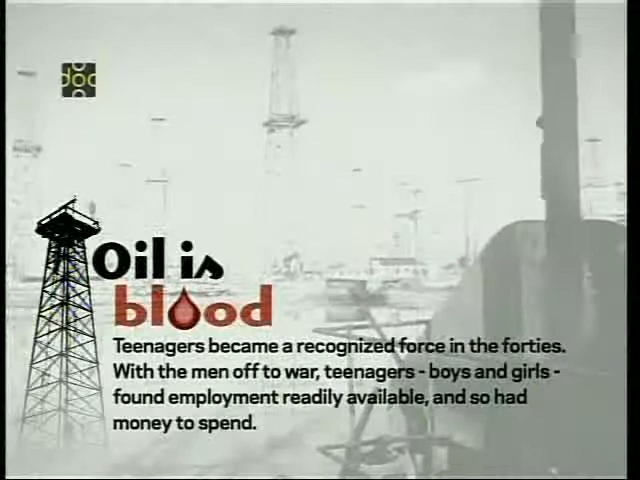 doc
Oil is
blood
Teenagers became a recognized force in the forties.
With the men off to war, teenagers - boys and girls -
found employment readily available, and so had
money to spend.